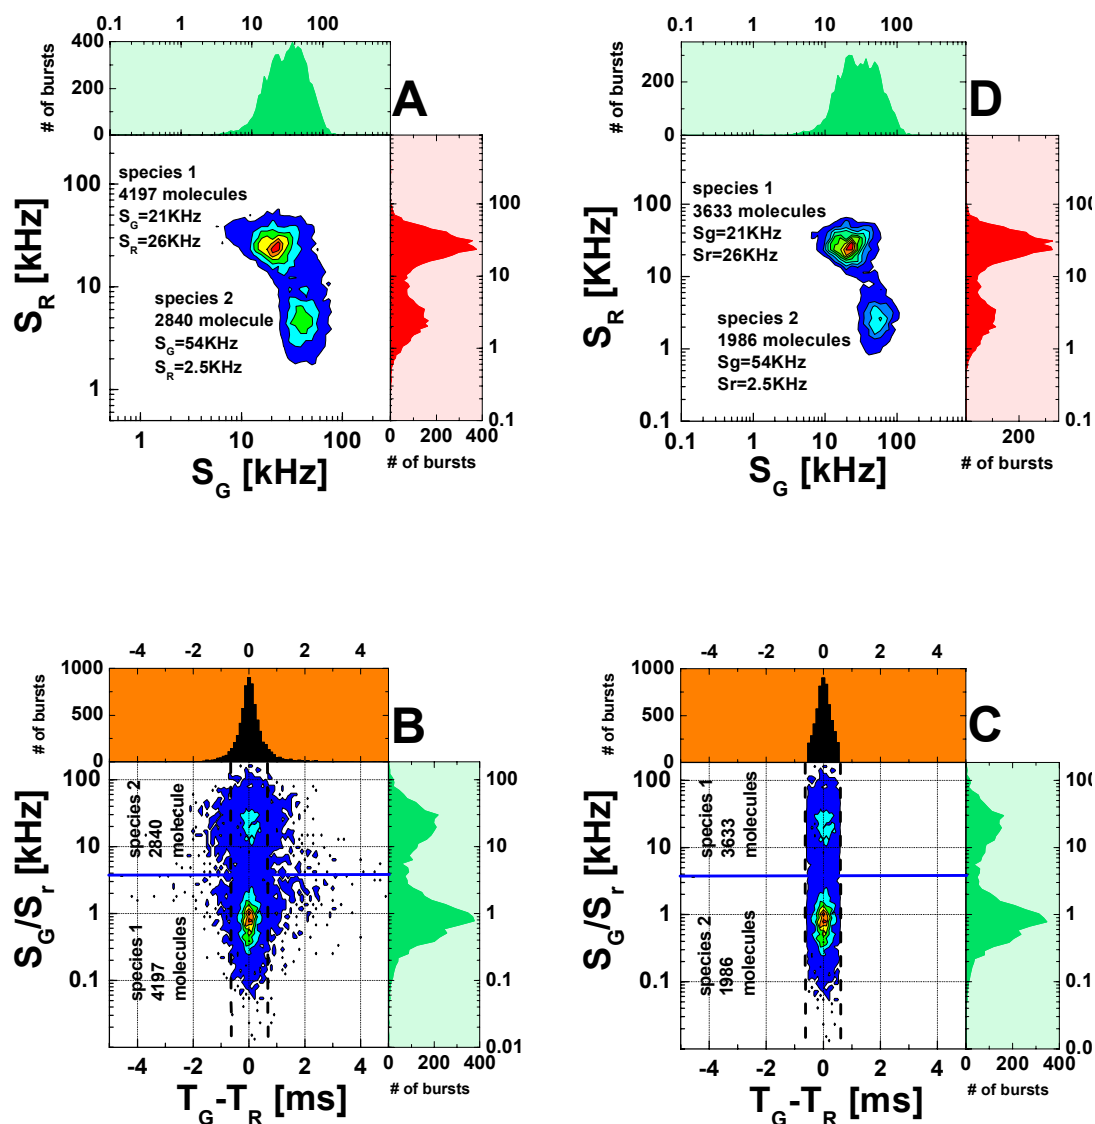 0.1 1 10 100
400
200
0
# of bursts
A
species 1
4197 molecules
S_G=21KHz
S_R=26KHz
species 2
2840 molecule
S_G=54KHz
S_R=2.5KHz
100
10
1
S_R [kHz]
1 10 100
S_G [kHz]
100
10
1
0.1
0 200 400
# of bursts
0.1 1 10 100
200
0
# of bursts
D
species 1
3633 molecules
Sg=21KHz
Sr=26KHz
species 2
1986 molecules
Sg=54KHz
Sr=2.5KHz
100
10
1
0.1
S_R [KHz]
0.1 1 10 100
S_G [kHz]
100
10
1
0.1
200
# of bursts
-4 -2 0 2 4
1000
500
0
# of bursts
B
species 2
2840
molecule
species 1
4197
molecules
100
10
1
0.1
S_G/S_r [kHz]
-4 -2 0 2 4
T_G-T_R [ms]
100
10
1
0.1
0.01
0 200 400
# of bursts
-4 -2 0 2 4
1000
500
0
# of bursts
C
species 1
3633
molecules
species 2
1986
molecules
100
10
1
0.1
S_G/S_r [kHz]
-4 -2 0 2 4
T_G-T_R [ms]
100
10
1
0.1
0.0
0 200 400
# of bursts